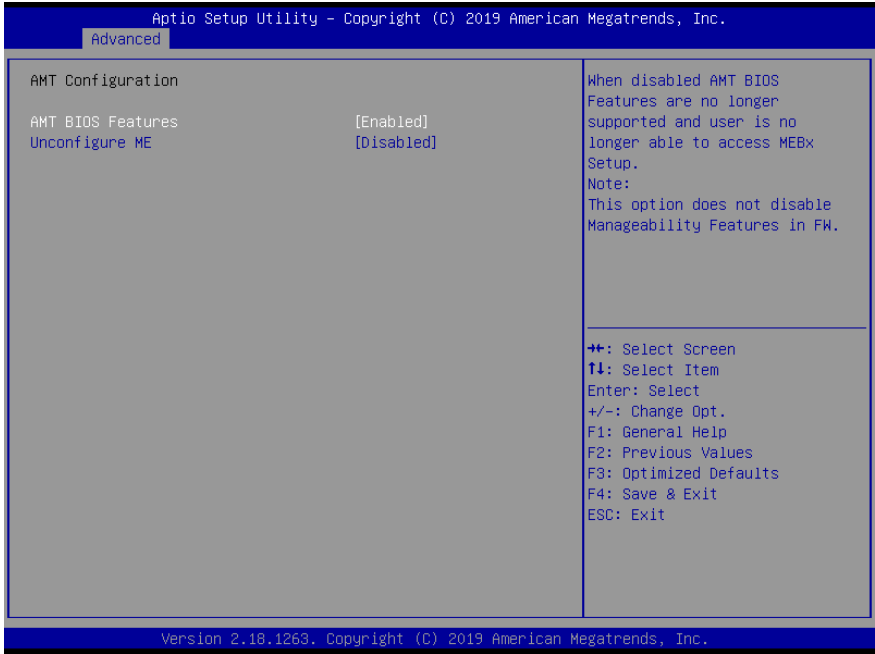 Aptio Setup Utility – Copyright (C) 2019 American Megatrends, Inc.
Advanced
AMT Configuration
AMT BIOS Features [Enabled]
Unconfigure ME [Disabled]
When disabled AMT BIOS
Features are no longer
supported and user is no
longer able to access MEBx
Setup.
Note:
This option does not disable
Manageability Features in FW.
→←: Select Screen
↑↓: Select Item
Enter: Select
+/-: Change Opt.
F1: General Help
F2: Previous Values
F3: Optimized Defaults
F4: Save & Exit
ESC: Exit
Version 2.18.1263. Copyright (C) 2019 American Megatrends, Inc.